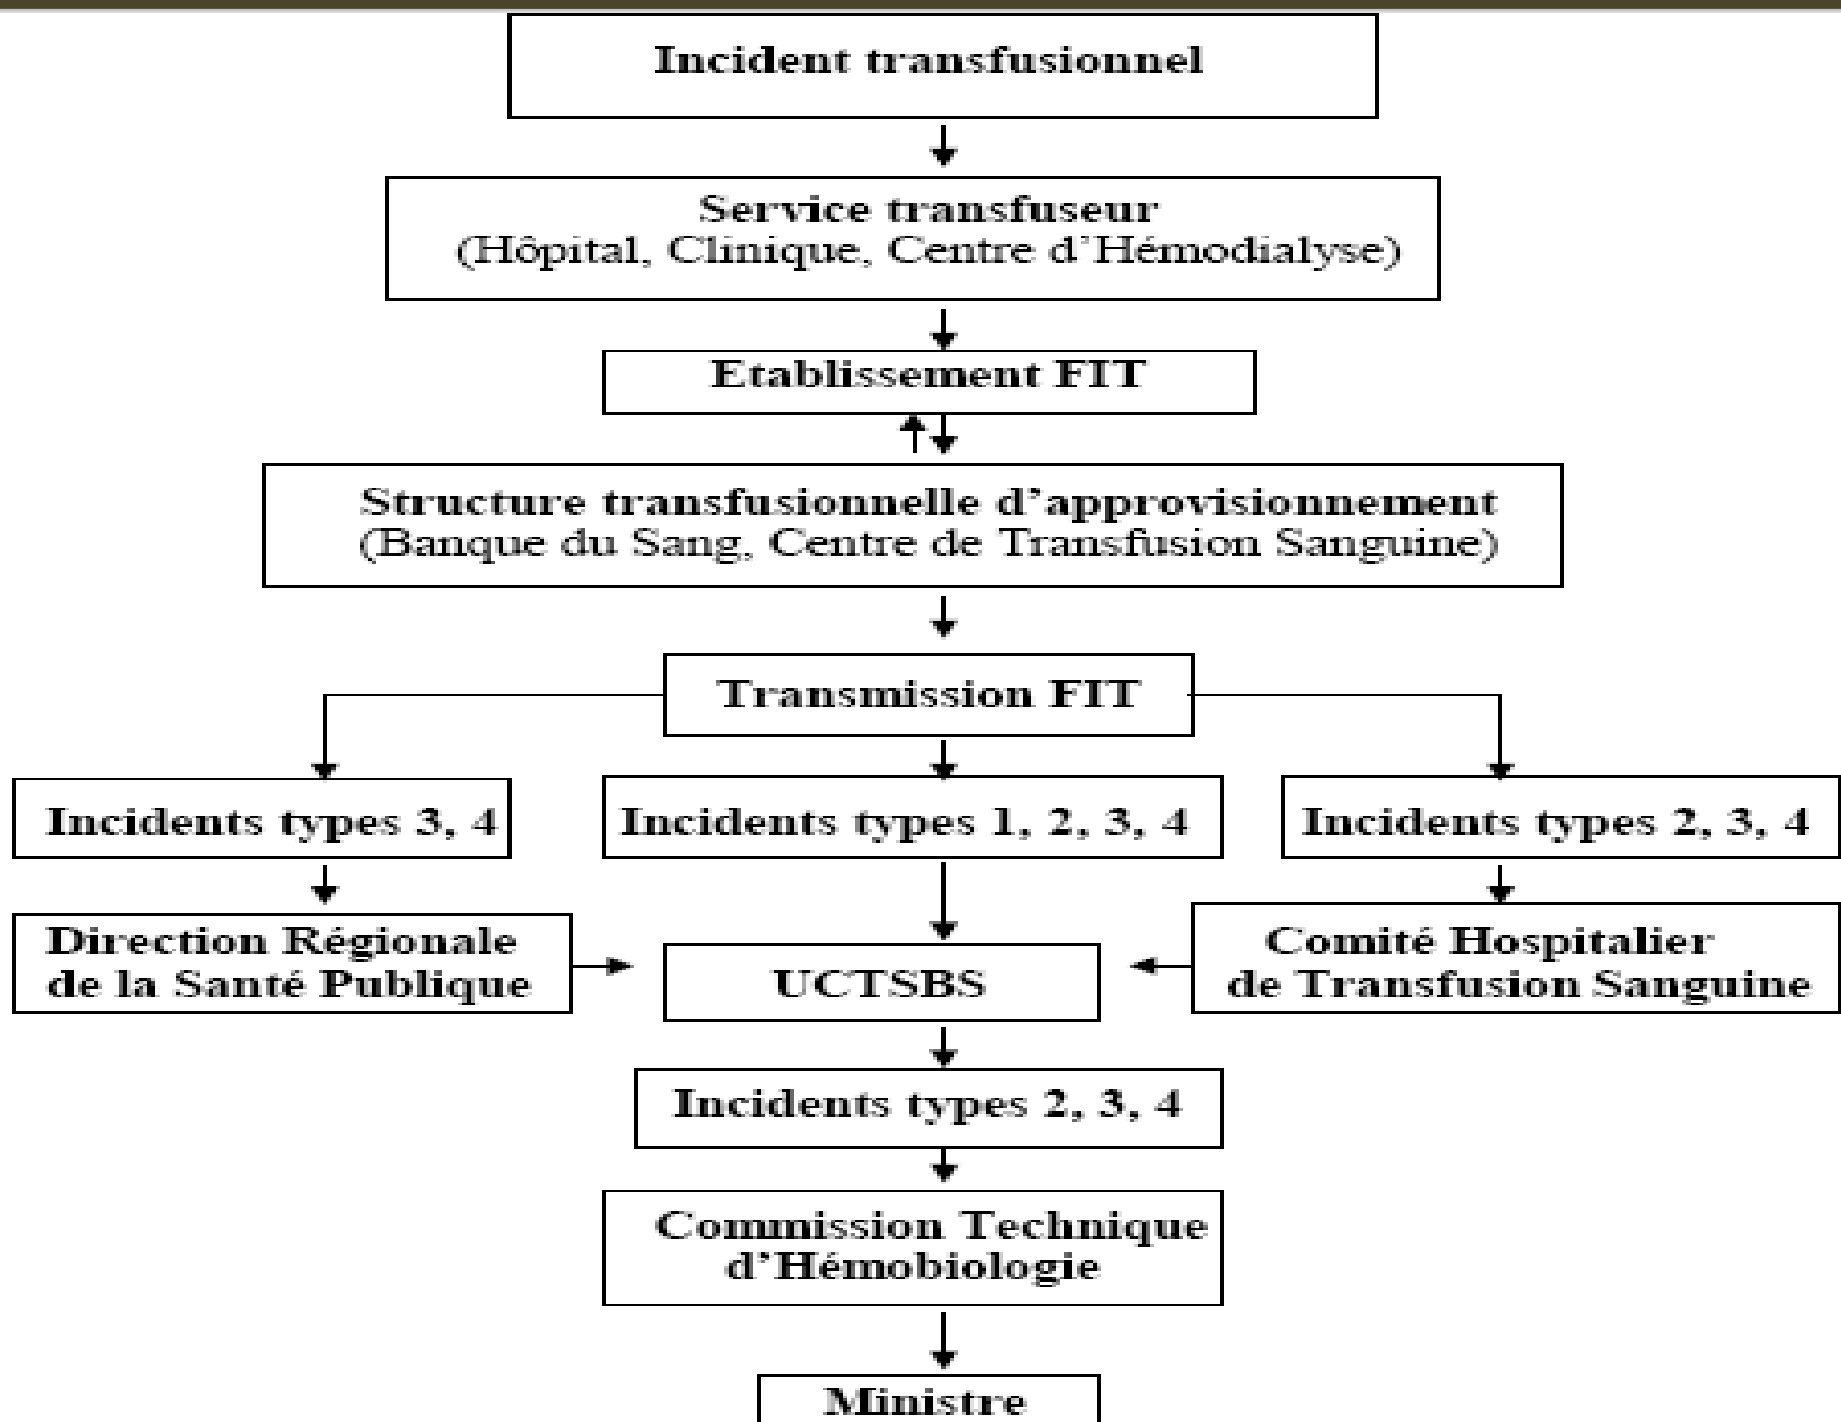 Incident transfusionnel
Service transfuseur
(Hôpital, Clinique, Centre d'Hémodialyse)
Etablissement FIT
Structure transfusionnelle d'approvisionnement
(Banque du Sang, Centre de Transfusion Sanguine)
Transmission FIT
Incidents types 3, 4
Incidents types 1, 2, 3, 4
Incidents types 2, 3, 4
Direction Régionale
de la Santé Publique
UCTSBS
Comité Hospitalier
de Transfusion Sanguine
Incidents types 2, 3, 4
Commission Technique
d'Hémobiologie
Ministre